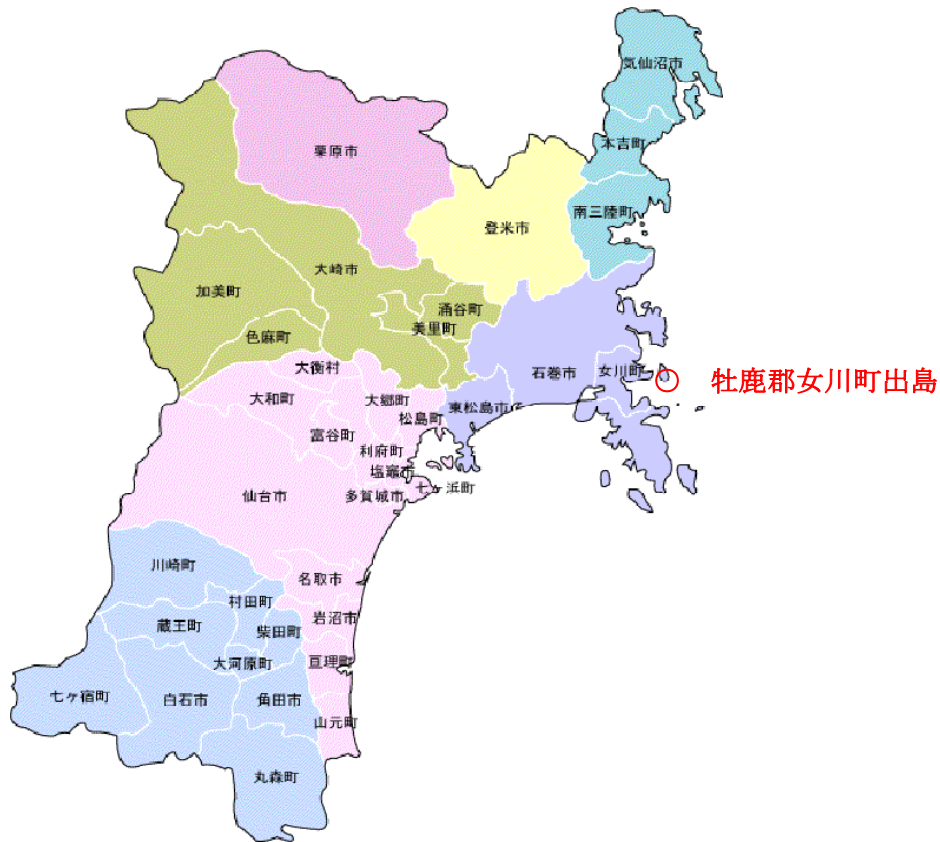 気仙沼市
本吉町
栗原市
南三陸町
登米市
大崎市
加美町
涌谷町
美里町
色麻町
大衡村
石巻市
女川町
牡鹿郡女川町出島
大和町
大郷町
東松島市
松島町
富谷町
利府町
塩竈市
七ヶ浜町
仙台市
多賀城市
川崎町
名取市
村田町
岩沼市
蔵王町
柴田町
大河原町
亘理町
七ヶ宿町
白石市
角田市
山元町
丸森町